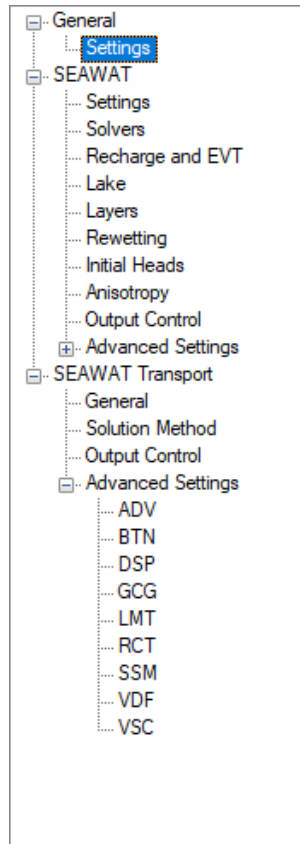 General
Settings
SEAWAT
Settings
Solvers
Recharge and EVT
Lake
Layers
Rewetting
Initial Heads
Anisotropy
Output Control
Advanced Settings
SEAWAT Transport
General
Solution Method
Output Control
Advanced Settings
ADV
BTN
DSP
GCG
LMT
RCT
SSM
VDF
VSC